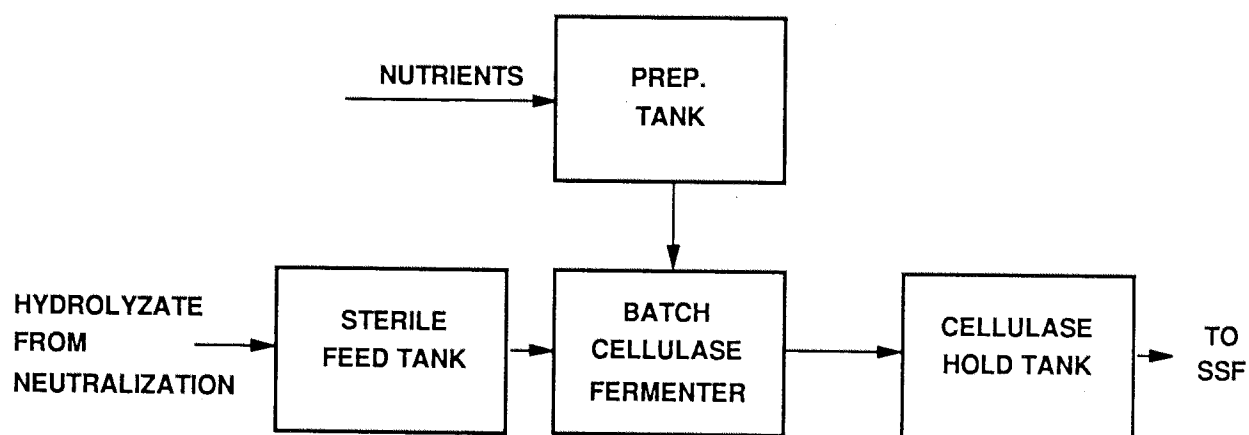 NUTRIENTS
PREP.
TANK
HYDROLYZATE
FROM
NEUTRALIZATION
STERILE
FEED TANK
BATCH
CELLULASE
FERMENTER
CELLULASE
HOLD TANK
TO
SSF